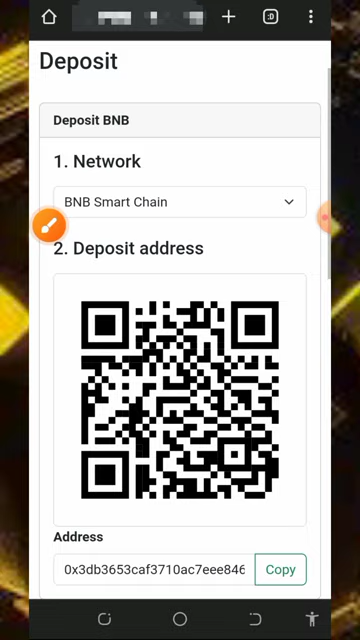 :D
Deposit
Deposit BNB
1. Network
BNB Smart Chain
2. Deposit address
Address
0x3db3653caf3710ac7eee846
Copy